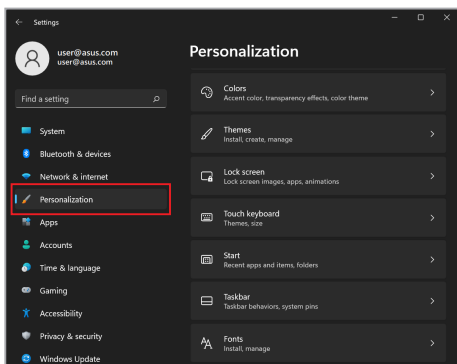 Settings
user@asus.com
user@asus.com
Find a setting
System
Bluetooth & devices
Network & internet
Personalization
Apps
Accounts
Time & language
Gaming
Accessibility
Privacy & security
Windows Update
Personalization
Colors
Accent color, transparency effects, color theme
Themes
Install, create, manage
Lock screen
Lock screen images, apps, animations
Touch keyboard
Themes, size
Start
Recent apps and items, folders
Taskbar
Taskbar behaviors, system pins
Fonts
Install, manage